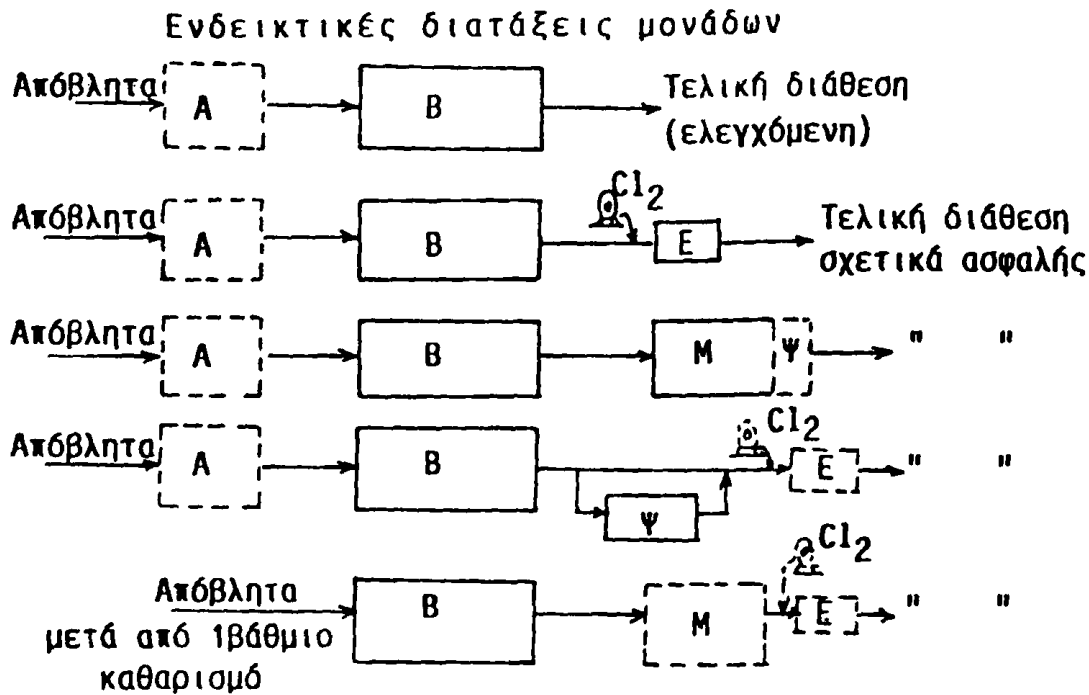 Ενδεικτικές διατάξεις μονάδων
Απόβλητα
Α
Β
Τελική διάθεση
(ελεγχόμενη)
Απόβλητα
Α
Β
Cl2
Ε
Τελική διάθεση
σχετικά ασφαλής
Απόβλητα
Α
Β
Μ
Ψ
" "
Απόβλητα
Α
Β
Ψ
Cl2
Ε
" "
Απόβλητα
μετά από 1βάθμιο
καθαρισμό
Β
Μ
Cl2
Ε
" "